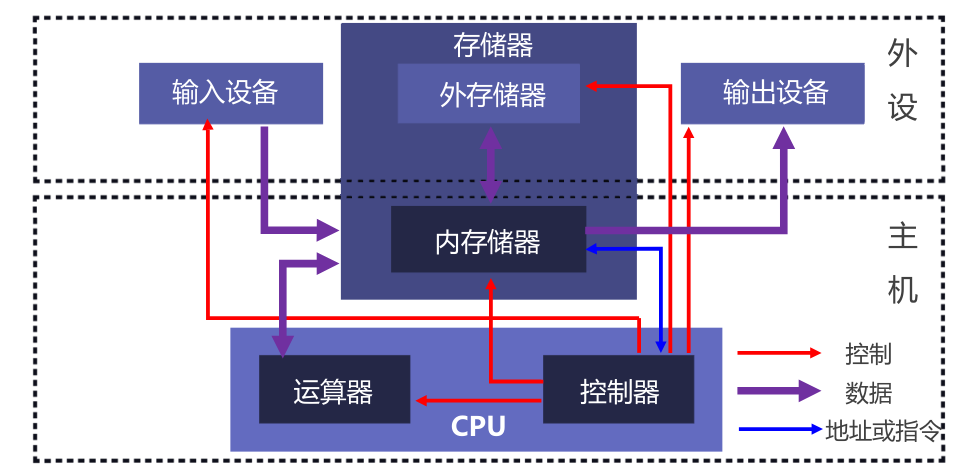 存储器
外
输入设备
外存储器
输出设备
设
内存储器
主
机
控制
运算器
控制器
数据
CPU
地址或指令